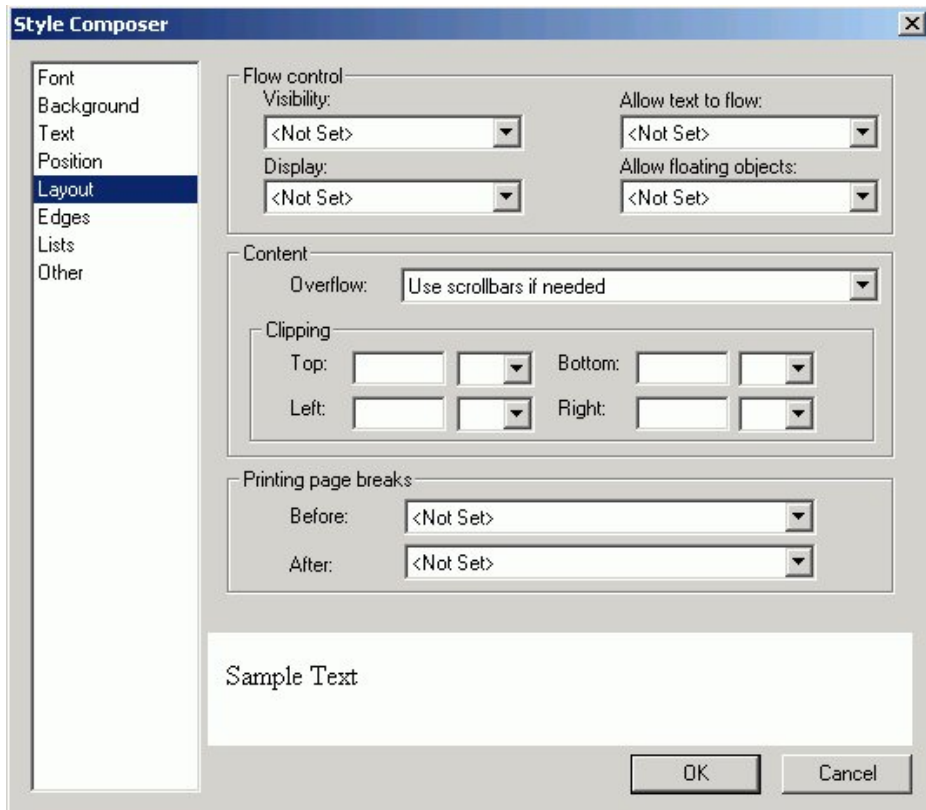 Style Composer
Font
Background
Text
Position
Layout
Edges
Lists
Other
Flow control
Visibility:
Allow text to flow:
<Not Set>
<Not Set>
Display:
Allow floating objects:
<Not Set>
<Not Set>
Content
Overflow: Use scrollbars if needed
Clipping
Top: Bottom:
Left: Right:
Printing page breaks
Before: <Not Set>
After: <Not Set>
Sample Text
OK Cancel